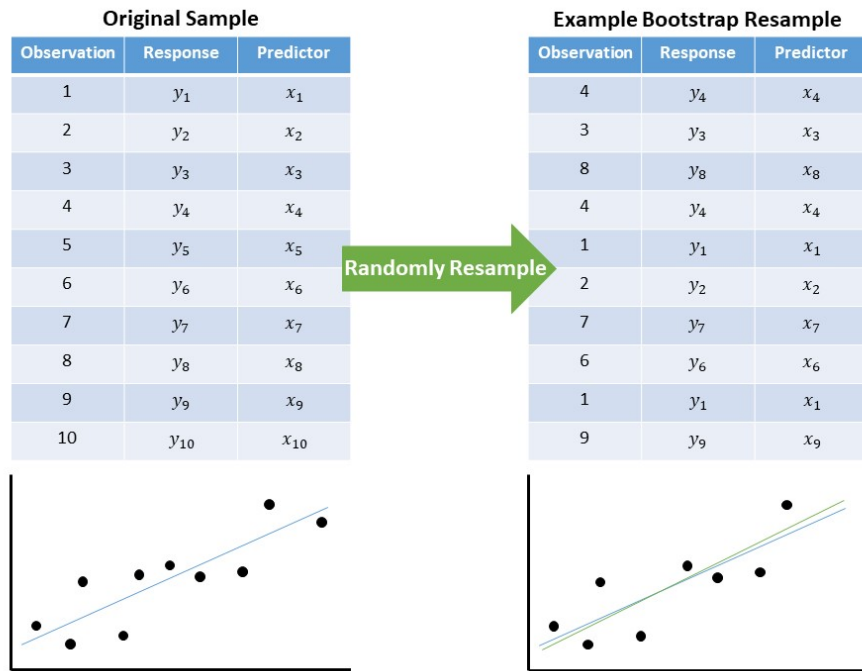 Original Sample
Observation Response Predictor
1 y₁ x₁
2 y₂ x₂
3 y₃ x₃
4 y₄ x₄
5 y₅ x₅
6 y₆ x₆
7 y₇ x₇
8 y₈ x₈
9 y₉ x₉
10 y₁₀ x₁₀
Randomly Resample
Example Bootstrap Resample
Observation Response Predictor
4 y₄ x₄
3 y₃ x₃
8 y₈ x₈
4 y₄ x₄
1 y₁ x₁
2 y₂ x₂
7 y₇ x₇
6 y₆ x₆
1 y₁ x₁
9 y₉ x₉